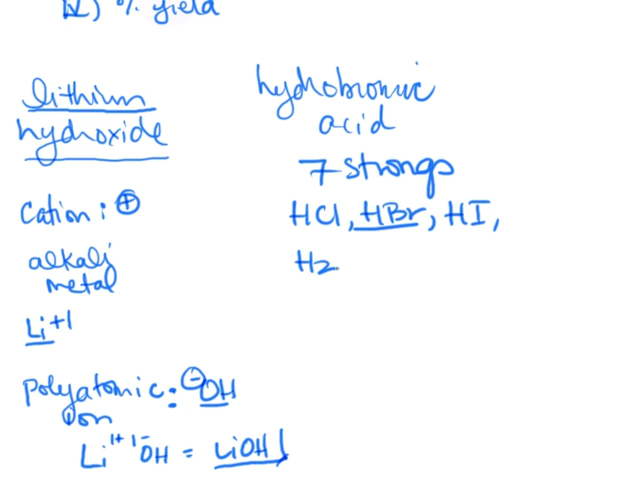 IV) % yield
lithium
hydroxide
cation: ⊕
alkali
metal
Li+1
polyatomic: ⊖OH
ion
Li1+ 1-OH = LiOH
hydrobromic
acid
7 strongs
HCl, HBr, HI,
H2